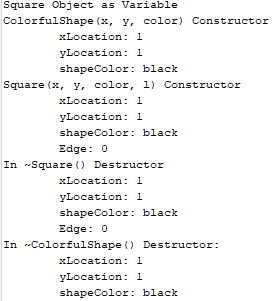 Square Object as Variable
ColorfulShape(x, y, color) Constructor
xLocation: 1
yLocation: 1
shapeColor: black
Square(x, y, color, l) Constructor
xLocation: 1
yLocation: 1
shapeColor: black
Edge: 0
In ~Square() Destructor
xLocation: 1
yLocation: 1
shapeColor: black
Edge: 0
In ~ColorfulShape() Destructor:
xLocation: 1
yLocation: 1
shapeColor: black